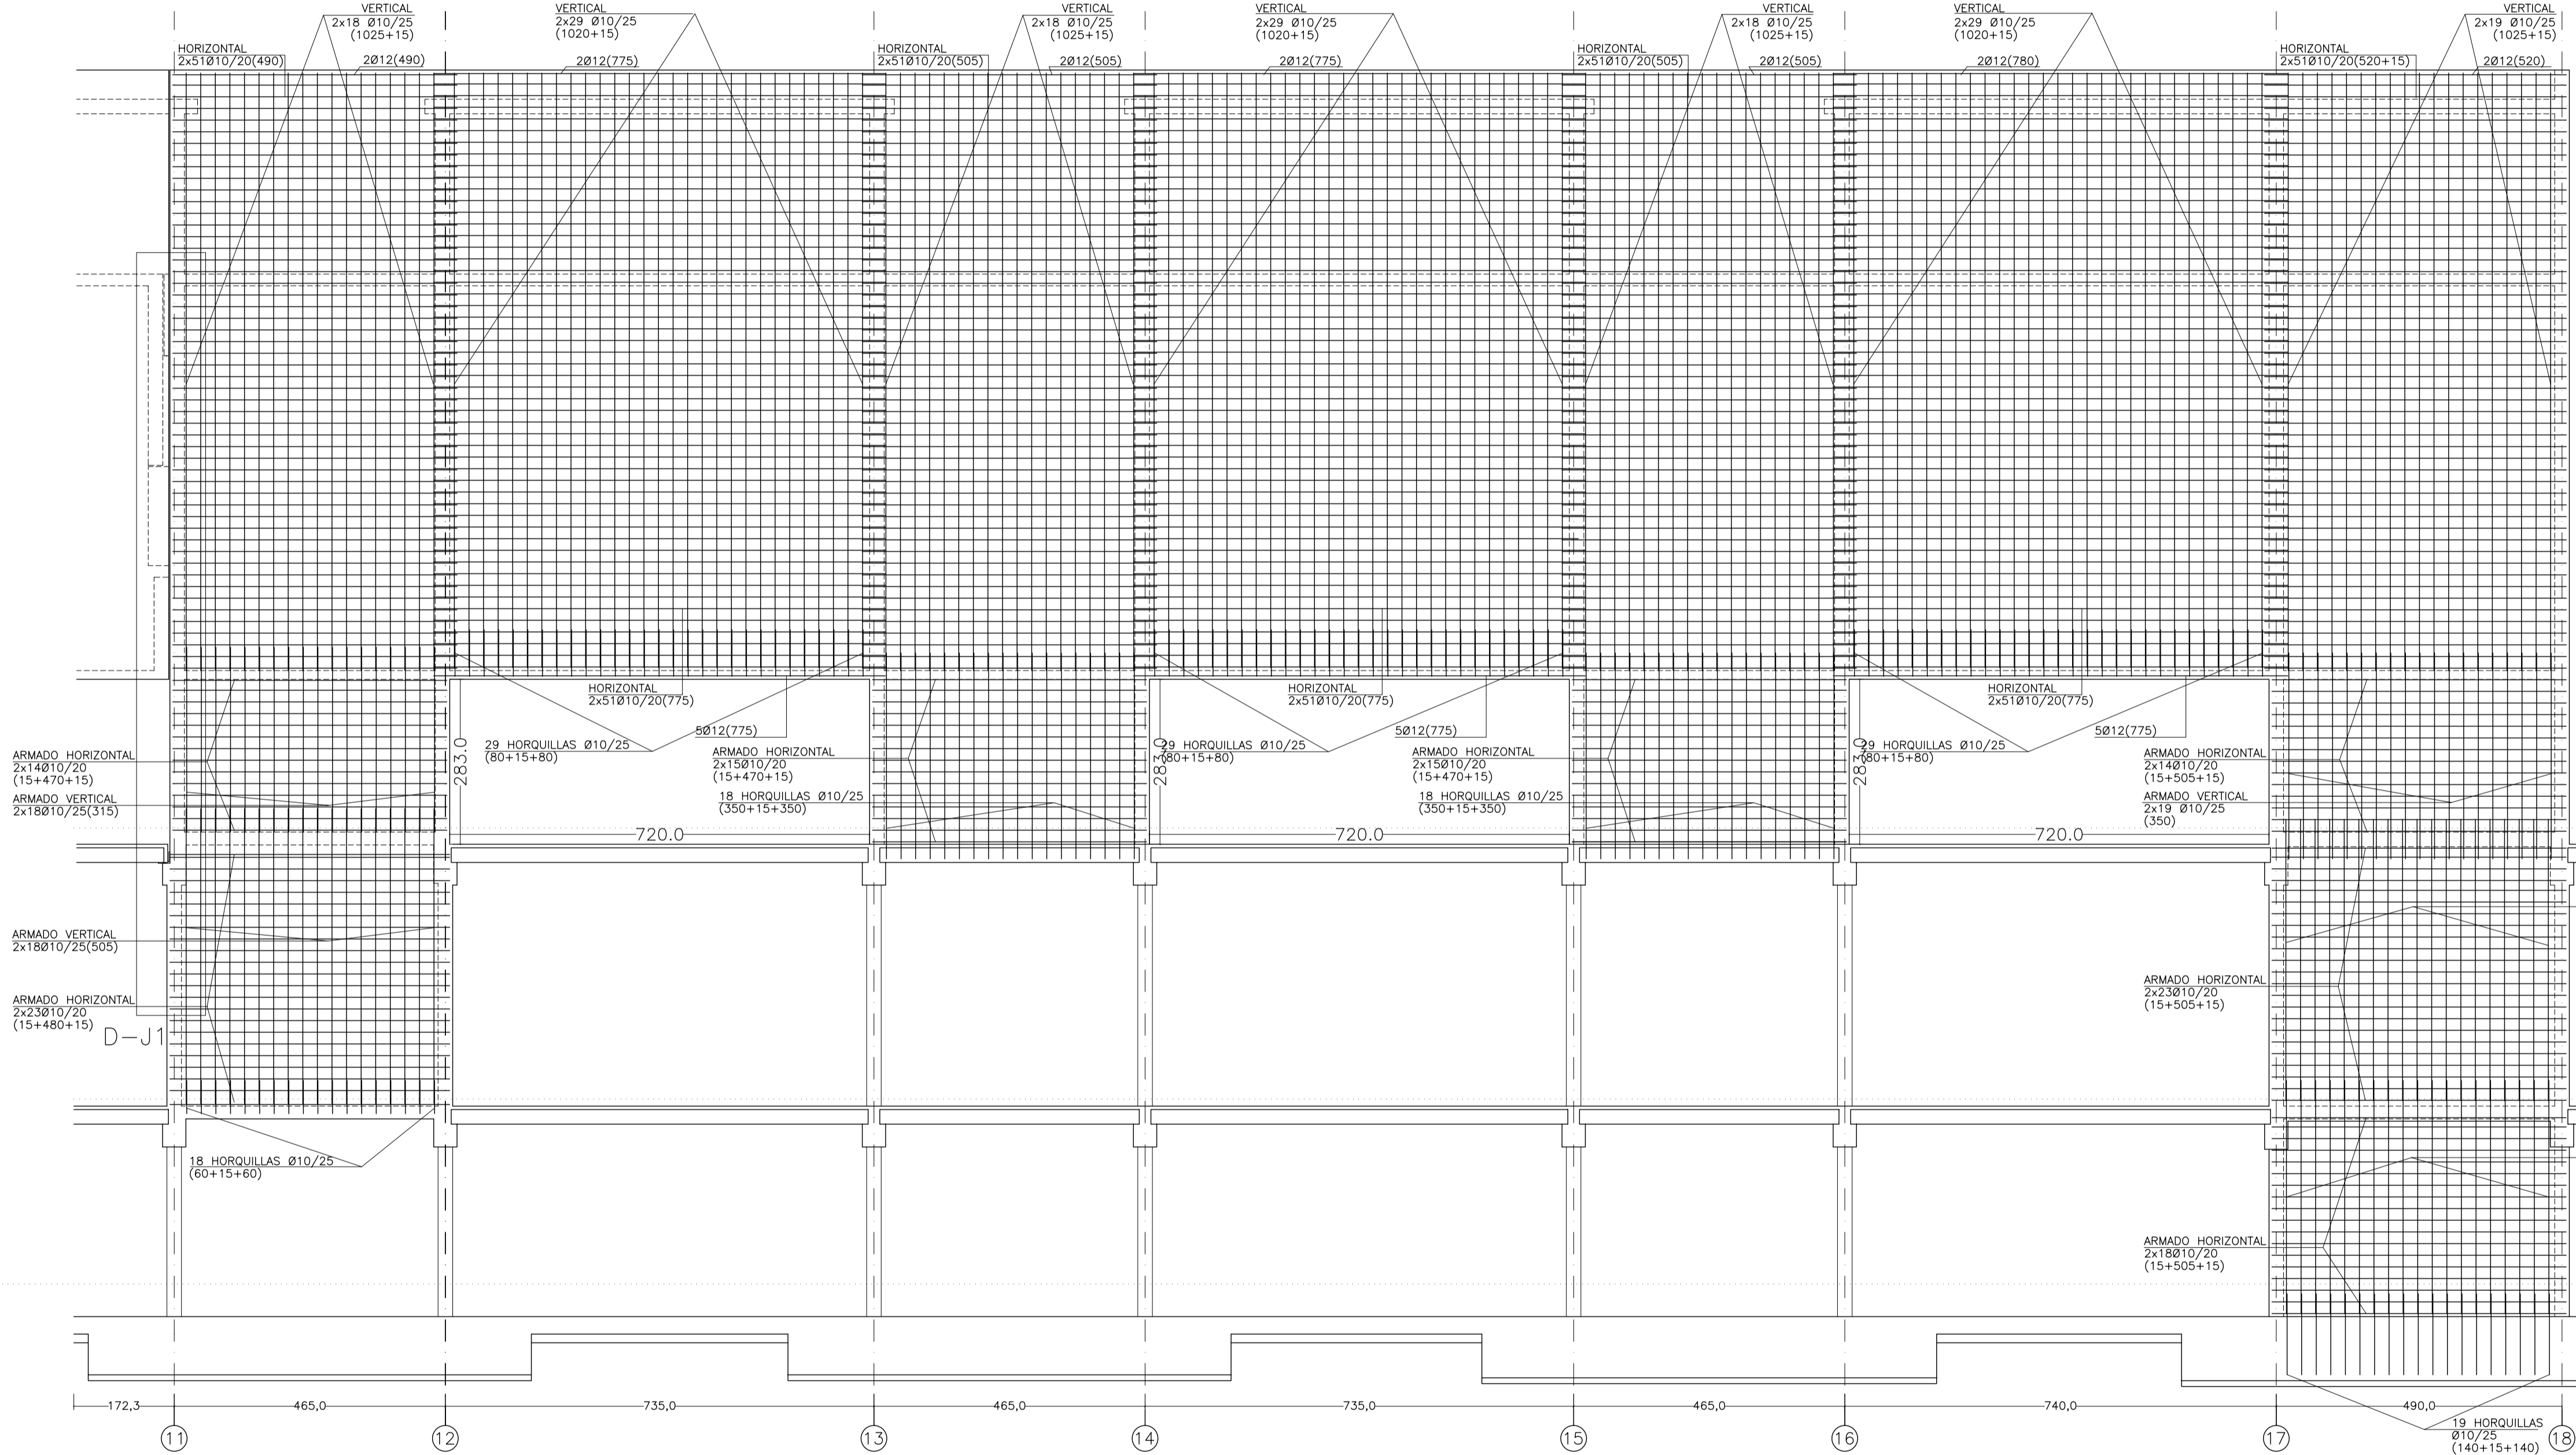 VERTICAL
2x18 Ø10/25
(1025+15)
VERTICAL
2x29 Ø10/25
(1020+15)
VERTICAL
2x18 Ø10/25
(1025+15)
VERTICAL
2x29 Ø10/25
(1020+15)
VERTICAL
2x18 Ø10/25
(1025+15)
VERTICAL
2x29 Ø10/25
(1020+15)
VERTICAL
2x19 Ø10/25
(1025+15)
HORIZONTAL
2x51Ø10/20(490)
2Ø12(490)
2Ø12(775)
HORIZONTAL
2x51Ø10/20(505)
2Ø12(505)
2Ø12(775)
HORIZONTAL
2x51Ø10/20(505)
2Ø12(505)
2Ø12(780)
HORIZONTAL
2x51Ø10/20(520+15)
2Ø12(520)
HORIZONTAL
2x51Ø10/20(775)
HORIZONTAL
2x51Ø10/20(775)
HORIZONTAL
2x51Ø10/20(775)
5Ø12(775)
5Ø12(775)
5Ø12(775)
283.0
29 HORQUILLAS Ø10/25
(80+15+80)
283.0
29 HORQUILLAS Ø10/25
(80+15+80)
283.0
29 HORQUILLAS Ø10/25
(80+15+80)
ARMADO HORIZONTAL
2x14Ø10/20
(15+470+15)
ARMADO HORIZONTAL
2x15Ø10/20
(15+470+15)
ARMADO HORIZONTAL
2x15Ø10/20
(15+470+15)
ARMADO HORIZONTAL
2x14Ø10/20
(15+505+15)
ARMADO VERTICAL
2x18Ø10/25(315)
18 HORQUILLAS Ø10/25
(350+15+350)
18 HORQUILLAS Ø10/25
(350+15+350)
ARMADO VERTICAL
2x19 Ø10/25
(350)
720.0
720.0
720.0
ARMADO VERTICAL
2x18Ø10/25(505)
ARMADO HORIZONTAL
2x23Ø10/20
(15+480+15)
ARMADO HORIZONTAL
2x23Ø10/20
(15+505+15)
D-J1
18 HORQUILLAS Ø10/25
(60+15+60)
ARMADO HORIZONTAL
2x18Ø10/20
(15+505+15)
172,3
465,0
735,0
465,0
735,0
465,0
740,0
490,0
19 HORQUILLAS
Ø10/25
(140+15+140)
11
12
13
14
15
16
17
18